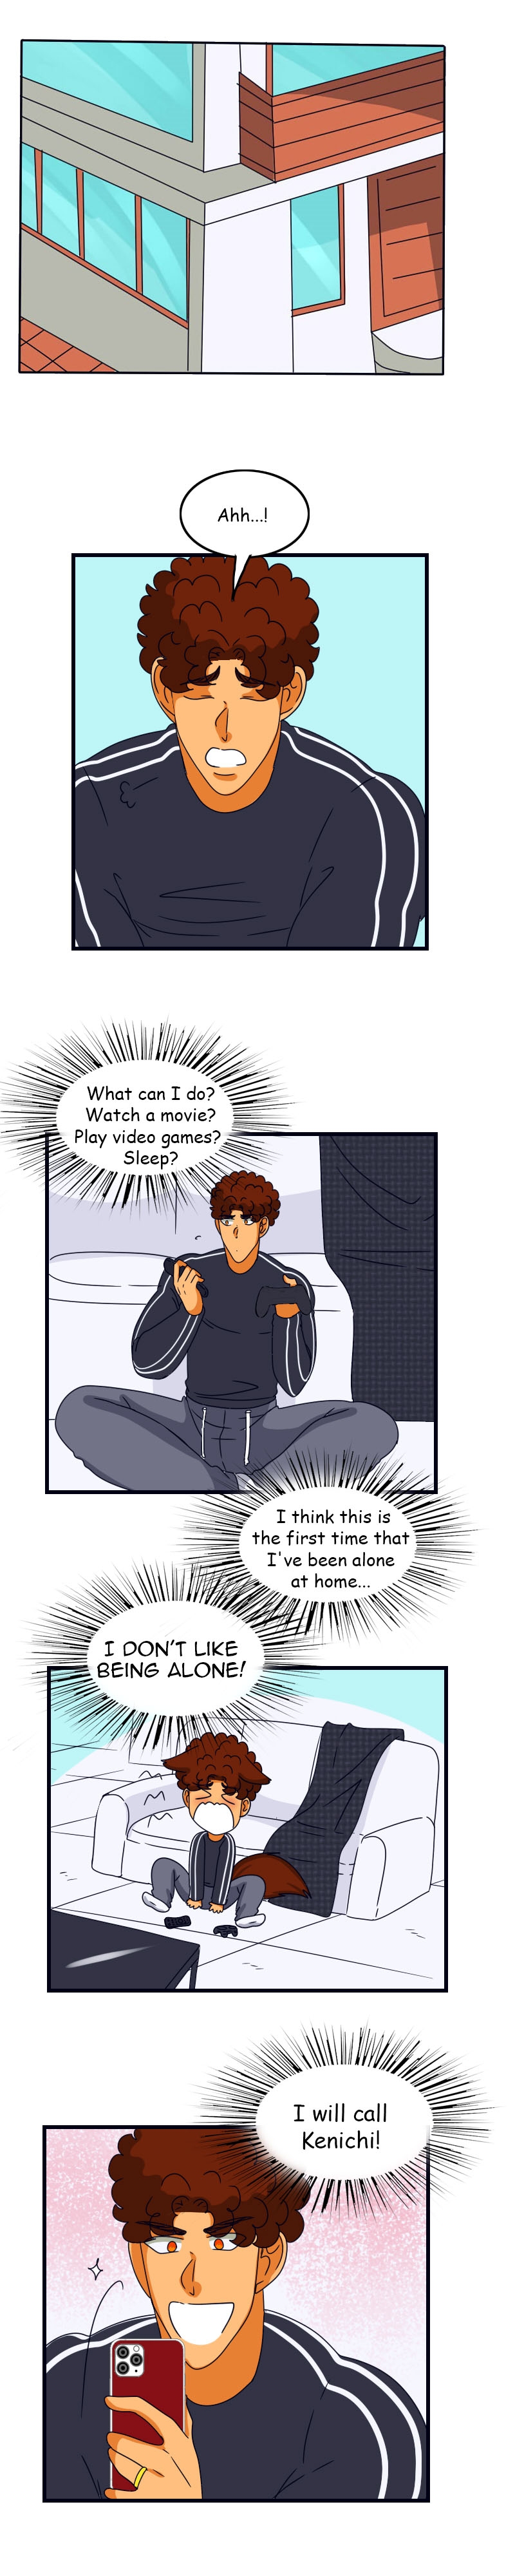 Ahh...!
What can I do?
Watch a movie?
Play video games?
Sleep?
I think this is
the first time that
I've been alone
at home...
I DON'T LIKE
BEING ALONE!
I will call
Kenichi!